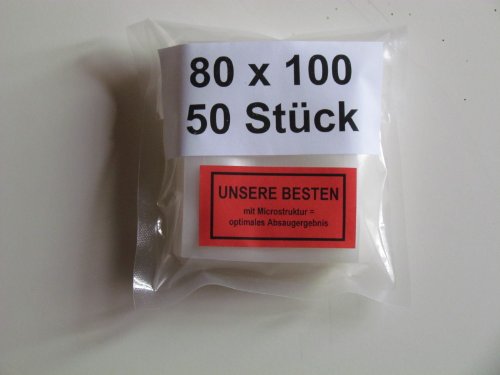 80 x 100
50 Stück
UNSERE BESTEN
mit Microstruktur =
optimales Absaugergebnis